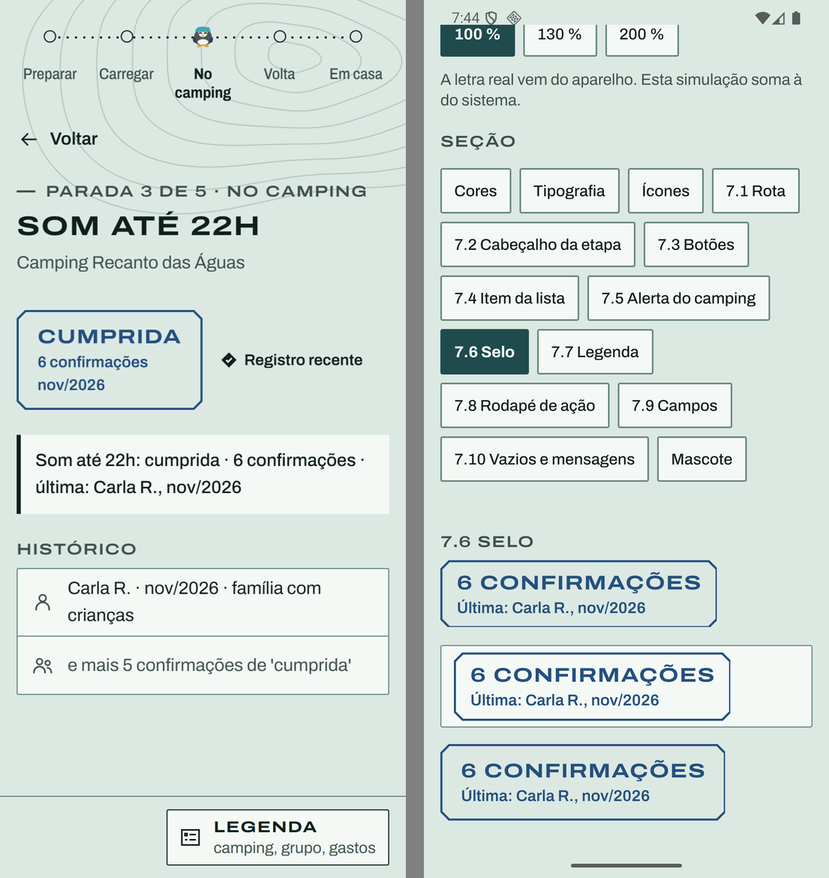 Preparar
Carregar
No
camping
Volta
Em casa
← Voltar
— PARADA 3 DE 5 · NO CAMPING
SOM ATÉ 22H
Camping Recanto das Águas
CUMPRIDA
6 confirmações
nov/2026
Registro recente
Som até 22h: cumprida · 6 confirmações ·
última: Carla R., nov/2026
HISTÓRICO
Carla R. · nov/2026 · família com
crianças
e mais 5 confirmações de 'cumprida'
LEGENDA
camping, grupo, gastos
7:44
100 %
130 %
200 %
A letra real vem do aparelho. Esta simulação soma à
do sistema.
SEÇÃO
Cores
Tipografia
Ícones
7.1 Rota
7.2 Cabeçalho da etapa
7.3 Botões
7.4 Item da lista
7.5 Alerta do camping
7.6 Selo
7.7 Legenda
7.8 Rodapé de ação
7.9 Campos
7.10 Vazios e mensagens
Mascote
7.6 SELO
6 CONFIRMAÇÕES
Última: Carla R., nov/2026
6 CONFIRMAÇÕES
Última: Carla R., nov/2026
6 CONFIRMAÇÕES
Última: Carla R., nov/2026